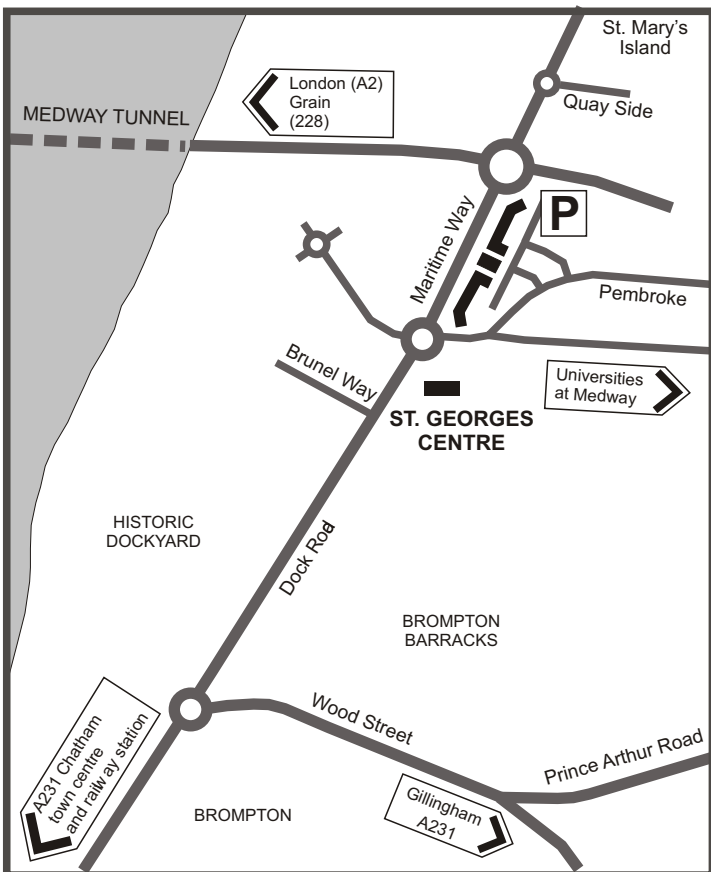 St. Mary's
Island
London (A2)
Grain
(228)
Quay Side
MEDWAY TUNNEL
P
Maritime Way
Pembroke
Brunel Way
Universities
at Medway
ST. GEORGES
CENTRE
HISTORIC
DOCKYARD
Dock Rod
BROMPTON
BARRACKS
Wood Street
Prince Arthur Road
A231 Chatham
town centre
and railway station
Gillingham
A231
BROMPTON